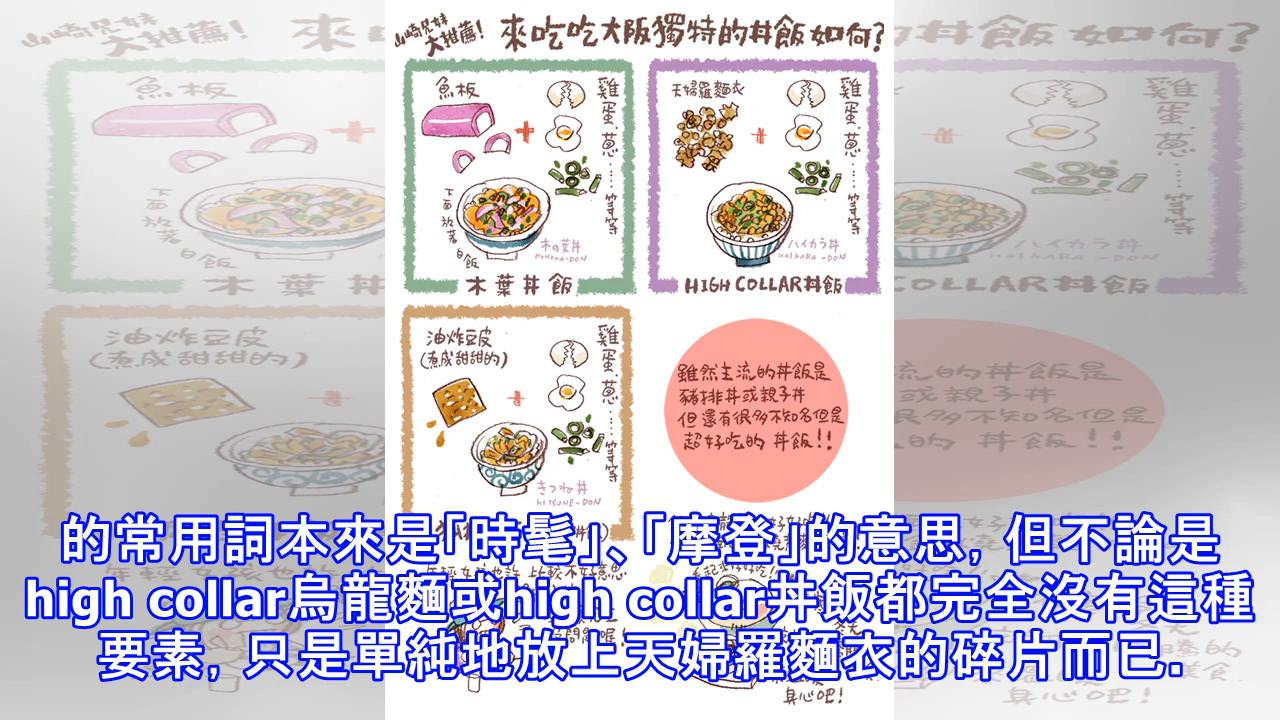 山崎兄妹
大推薦!
來吃吃大阪獨特的丼飯如何?
魚板
雞蛋.蔥……等等
下面放著白飯
木の葉丼
KONOHA-DON
木葉丼飯
天婦羅麵衣
雞蛋.蔥……等等
ハイカラ丼
HAIKARA-DON
HIGH COLLAR丼飯
油炸豆皮
(煮成甜甜的)
雞蛋.蔥……等等
きつね丼
KITSUNE-DON
雖然主流的丼飯是
豬排丼或親子丼
但還有很多不知名但是
超好吃的丼飯!!
的常用詞本來是「時髦」、「摩登」的意思, 但不論是
high collar烏龍麵或high collar丼飯都完全沒有這種
要素, 只是單純地放上天婦羅麵衣的碎片而已.
身心吧!